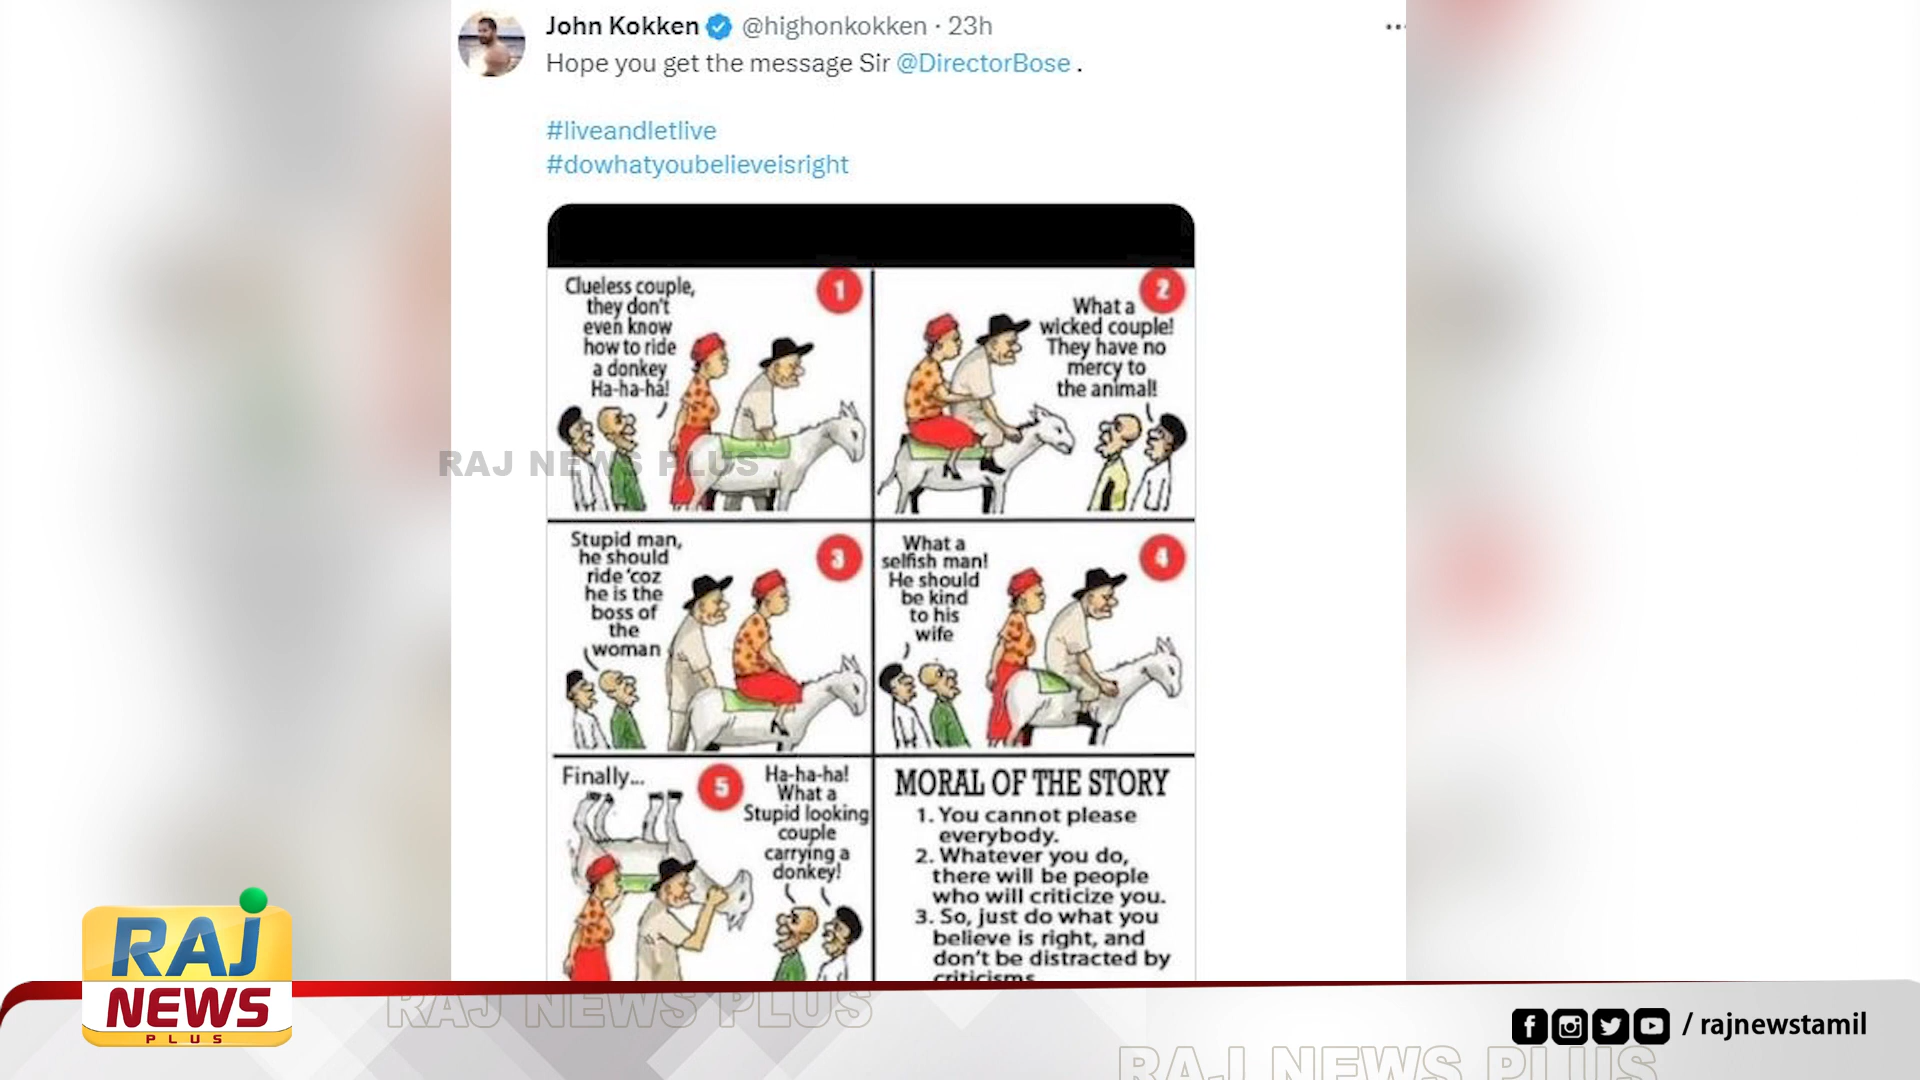 John Kokken @highonkokken · 23h
Hope you get the message Sir @DirectorBose .
#liveandletlive
#dowhatyoubelieveisright
Clueless couple,
they don't
even know
how to ride
a donkey
Ha-ha-ha!
1
What a
wicked couple!
They have no
mercy to
the animal!
2
RAJ NEWS PLUS
Stupid man,
he should
ride 'coz
he is the
boss of
the
woman
3
What a
selfish man!
He should
be kind
to his
wife
4
Finally...
5
Ha-ha-ha!
What a
Stupid looking
couple
carrying a
donkey!
MORAL OF THE STORY
1. You cannot please
everybody.
2. Whatever you do,
there will be people
who will criticize you.
3. So, just do what you
believe is right, and
don't be distracted by
criticisms
RAJ
NEWS
PLUS
RAJ NEWS PLUS
/ rajnewstamil
RAJ NEWS PLUS